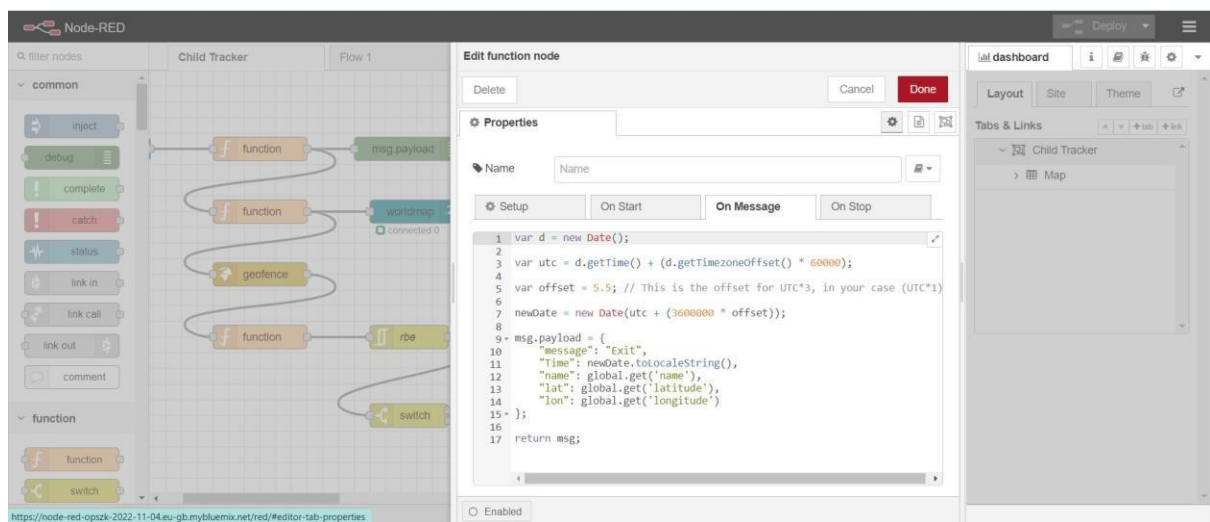 Node-RED
Deploy
filter nodes
Child Tracker
Flow 1
Edit function node
dashboard
i
common
Delete
Cancel
Done
Layout
Site
Theme
inject
function
msg.payload
Properties
Tabs & Links
+tab
+link
debug
Child Tracker
complete
Name
Name
Map
catch
function
worldmap
Setup
On Start
On Message
On Stop
connected 0
status
geofence
link in
link call
function
rbe
link out
comment
switch
function
function
switch
1 var d = new Date();
2
3 var utc = d.getTime() + (d.getTimezoneOffset() * 60000);
4
5 var offset = 5.5; // This is the offset for UTC*3, in your case (UTC*1)
6
7 newDate = new Date(utc + (3600000 * offset));
8
9 msg.payload = {
10 "message": "Exit",
11 "Time": newDate.toLocaleString(),
12 "name": global.get('name'),
13 "lat": global.get('latitude'),
14 "lon": global.get('longitude')
15 };
16
17 return msg;
Enabled
https://node-red-opszk-2022-11-04.eu-gb.mybluemix.net/red/#editor-tab-properties